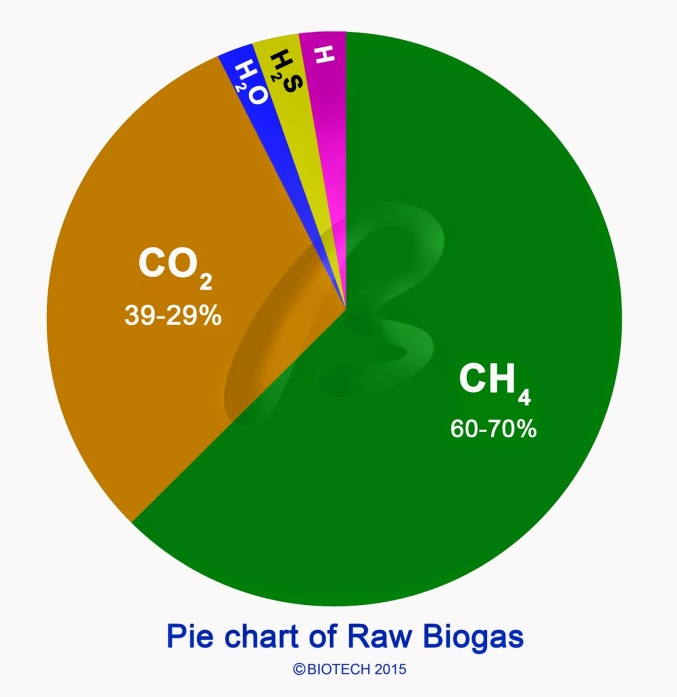 H₂O
H₂S
H
CO₂
39-29%
CH₄
60-70%
Pie chart of Raw Biogas
©BIOTECH 2015